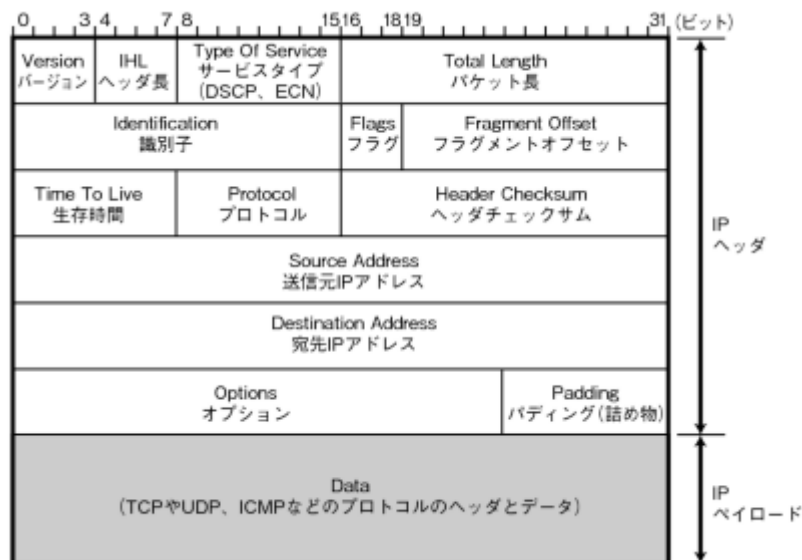 0 3 4 7 8 15 16 18 19 31 (ビット)
Version
バージョン
IHL
ヘッダ長
Type Of Service
サービスタイプ
(DSCP、ECN)
Total Length
パケット長
Identification
識別子
Flags
フラグ
Fragment Offset
フラグメントオフセット
Time To Live
生存時間
Protocol
プロトコル
Header Checksum
ヘッダチェックサム
IP
ヘッダ
Source Address
送信元IPアドレス
Destination Address
宛先IPアドレス
Options
オプション
Padding
パディング(詰め物)
Data
(TCPやUDP、ICMPなどのプロトコルのヘッダとデータ)
IP
ペイロード